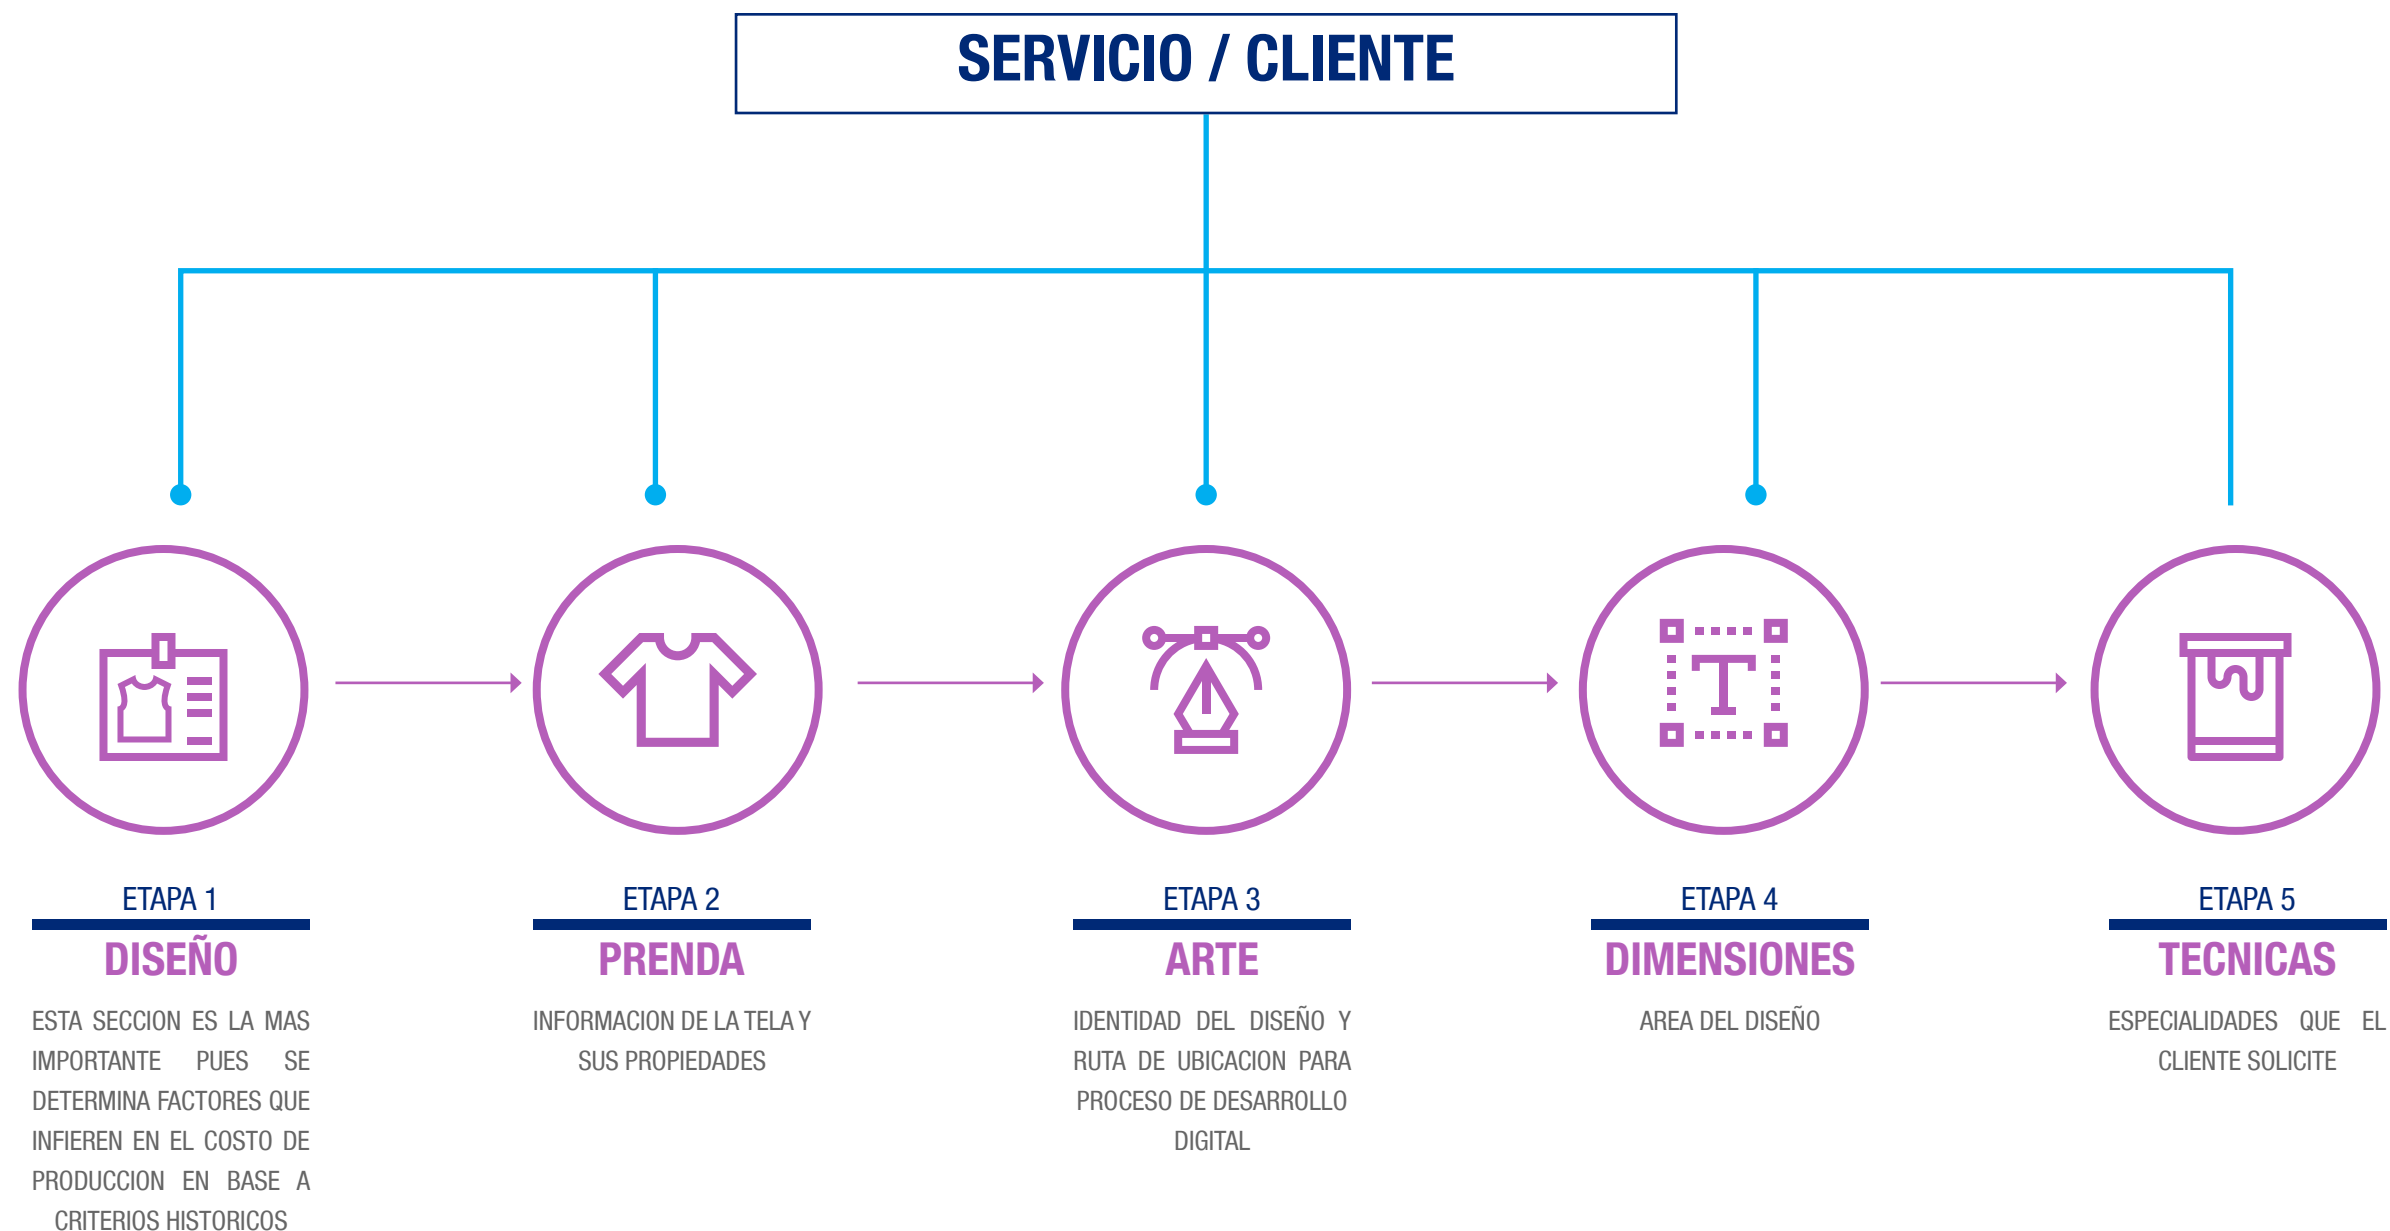 SERVICIO / CLIENTE
ETAPA 1
DISEÑO
ESTA SECCION ES LA MAS
IMPORTANTE PUES SE
DETERMINA FACTORES QUE
INFIEREN EN EL COSTO DE
PRODUCCION EN BASE A
CRITERIOS HISTORICOS
ETAPA 2
PRENDA
INFORMACION DE LA TELA Y
SUS PROPIEDADES
ETAPA 3
ARTE
IDENTIDAD DEL DISEÑO Y
RUTA DE UBICACION PARA
PROCESO DE DESARROLLO
DIGITAL
ETAPA 4
DIMENSIONES
AREA DEL DISEÑO
ETAPA 5
TECNICAS
ESPECIALIDADES QUE EL
CLIENTE SOLICITE